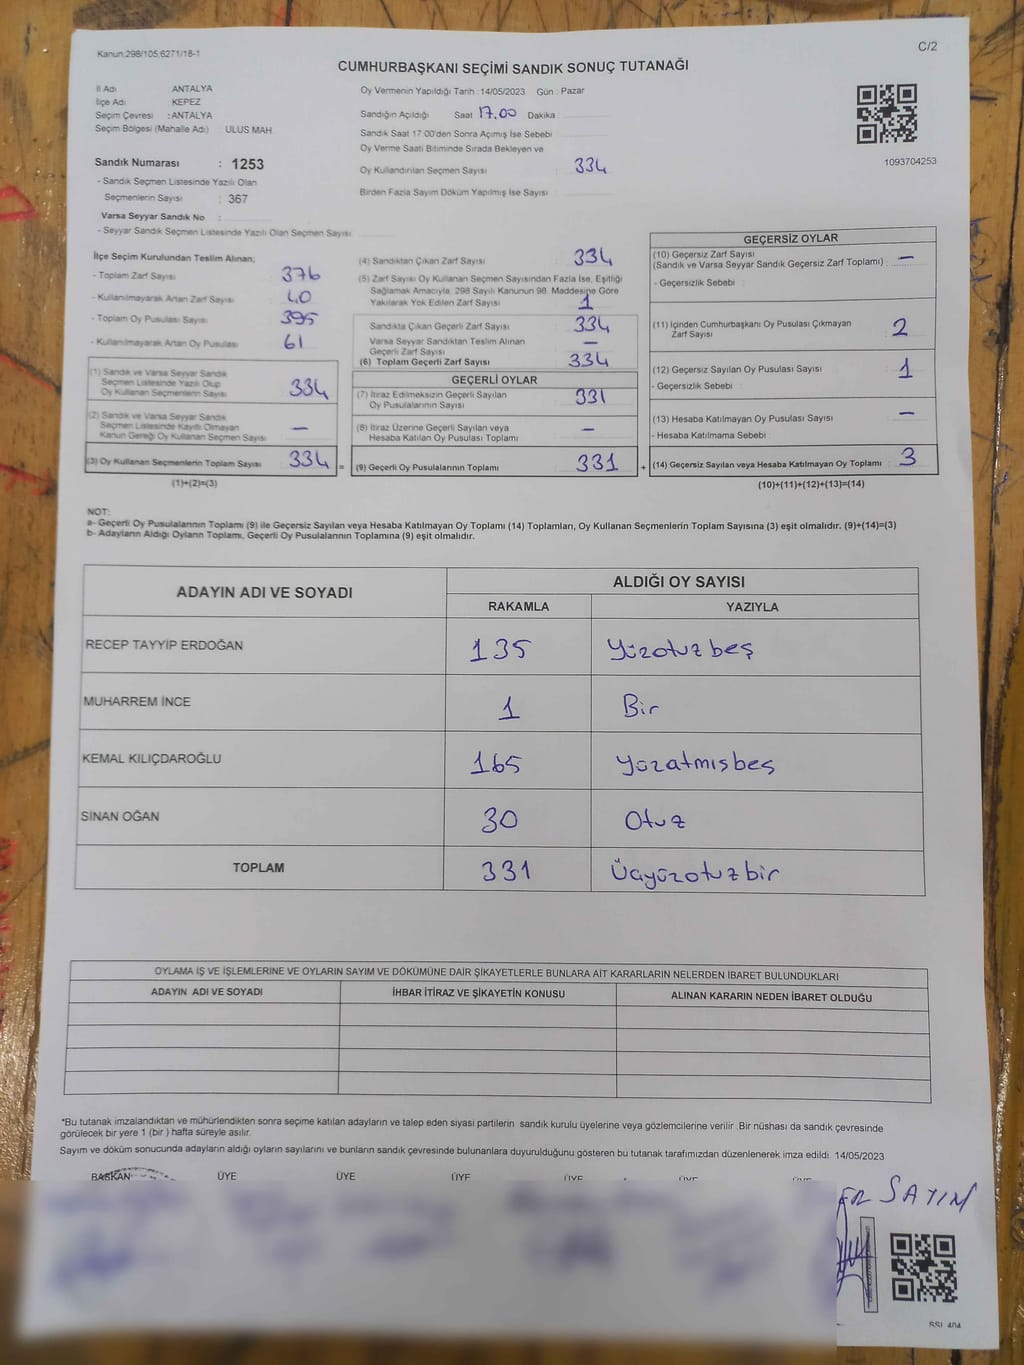 Kanun:298/105;6271/18-1
C/2
CUMHURBAŞKANI SEÇİMİ SANDIK SONUÇ TUTANAĞI
İl Adı : ANTALYA
İlçe Adı : KEPEZ
Seçim Çevresi : ANTALYA
Seçim Bölgesi (Mahalle Adı) : ULUS MAH.
Oy Vermenin Yapıldığı Tarih : 14/05/2023 Gün : Pazar
Sandığın Açıldığı Saat 17.00 Dakika :
Sandık Saat 17:00'den Sonra Açılmış İse Sebebi :
Oy Verme Saati Bitiminde Sırada Bekleyen ve
Oy Kullandırılan Seçmen Sayısı : 334
Birden Fazla Sayım Döküm Yapılmış İse Sayısı :
1093704253
Sandık Numarası : 1253
- Sandık Seçmen Listesinde Yazılı Olan
Seçmenlerin Sayısı : 367
Varsa Seyyar Sandık No :
- Seyyar Sandık Seçmen Listesinde Yazılı Olan Seçmen Sayısı :
İlçe Seçim Kurulundan Teslim Alınan;
- Toplam Zarf Sayısı : 376
- Kullanılmayarak Artan Zarf Sayısı : 40
- Toplam Oy Pusulası Sayısı : 395
- Kullanılmayarak Artan Oy Pusulası : 61
(1) Sandık ve Varsa Seyyar Sandık
Seçmen Listesinde Yazılı Olup
Oy Kullanan Seçmenlerin Sayısı : 334
(2) Sandık ve Varsa Seyyar Sandık
Seçmen Listesinde Kayıtlı Olmayan
Kanun Gereği Oy Kullanan Seçmen Sayısı : —
(3) Oy Kullanan Seçmenlerin Toplam Sayısı : 334 =
(1)+(2)=(3)
(4) Sandıktan Çıkan Zarf Sayısı : 334
(5) Zarf Sayısı Oy Kullanan Seçmen Sayısından Fazla İse, Eşitliği
Sağlamak Amacıyla, 298 Sayılı Kanunun 98. Maddesine Göre
Yakılarak Yok Edilen Zarf Sayısı : 1
Sandıkta Çıkan Geçerli Zarf Sayısı : 334
Varsa Seyyar Sandıktan Teslim Alınan
Geçerli Zarf Sayısı : —
(6) Toplam Geçerli Zarf Sayısı : 334
GEÇERLİ OYLAR
(7) İtiraz Edilmeksizin Geçerli Sayılan
Oy Pusulalarının Sayısı : 331
(8) İtiraz Üzerine Geçerli Sayılan veya
Hesaba Katılan Oy Pusulası Toplamı : —
(9) Geçerli Oy Pusulalarının Toplamı : 331 +
GEÇERSİZ OYLAR
(10) Geçersiz Zarf Sayısı
(Sandık ve Varsa Seyyar Sandık Geçersiz Zarf Toplamı) : —
- Geçersizlik Sebebi :
(11) İçinden Cumhurbaşkanı Oy Pusulası Çıkmayan
Zarf Sayısı : 2
(12) Geçersiz Sayılan Oy Pusulası Sayısı : 1
- Geçersizlik Sebebi :
(13) Hesaba Katılmayan Oy Pusulası Sayısı : —
- Hesaba Katılmama Sebebi :
(14) Geçersiz Sayılan veya Hesaba Katılmayan Oy Toplamı : 3
(10)+(11)+(12)+(13)=(14)
NOT:
a- Geçerli Oy Pusulalarının Toplamı (9) ile Geçersiz Sayılan veya Hesaba Katılmayan Oy Toplamı (14) Toplamları, Oy Kullanan Seçmenlerin Toplam Sayısına (3) eşit olmalıdır. (9)+(14)=(3)
b- Adayların Aldığı Oyların Toplamı, Geçerli Oy Pusulalarının Toplamına (9) eşit olmalıdır.
ADAYIN ADI VE SOYADI
ALDIĞI OY SAYISI
RAKAMLA YAZIYLA
RECEP TAYYİP ERDOĞAN 135 Yüzotuzbeş
MUHARREM İNCE 1 Bir
KEMAL KILIÇDAROĞLU 165 yüzatmışbeş
SİNAN OĞAN 30 Otuz
TOPLAM 331 Üçyüzotuzbir
OYLAMA İŞ VE İŞLEMLERİNE VE OYLARIN SAYIM VE DÖKÜMÜNE DAİR ŞİKAYETLERLE BUNLARA AİT KARARLARIN NELERDEN İBARET BULUNDUKLARI
ADAYIN ADI VE SOYADI İHBAR İTİRAZ VE ŞİKAYETİN KONUSU ALINAN KARARIN NEDEN İBARET OLDUĞU
*Bu tutanak imzalandıktan ve mühürlendikten sonra seçime katılan adayların ve talep eden siyasi partilerin sandık kurulu üyelerine veya gözlemcilerine verilir. Bir nüshası da sandık çevresinde
görülecek bir yere 1 (bir) hafta süreyle asılır.
Sayım ve döküm sonucunda adayların aldığı oyların sayılarını ve bunların sandık çevresinde bulunanlara duyurulduğunu gösteren bu tutanak tarafımızdan düzenlenerek imza edildi. 14/05/2023
BAŞKAN ÜYE ÜYE ÜYE ÜYE ÜYE ÜYE
SAYIM